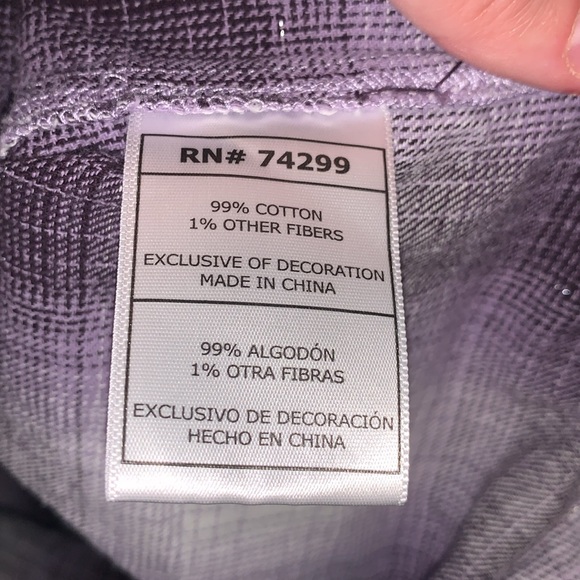 RN# 74299
99% COTTON
1% OTHER FIBERS
EXCLUSIVE OF DECORATION
MADE IN CHINA
99% ALGODÓN
1% OTRA FIBRAS
EXCLUSIVO DE DECORACIÓN
HECHO EN CHINA